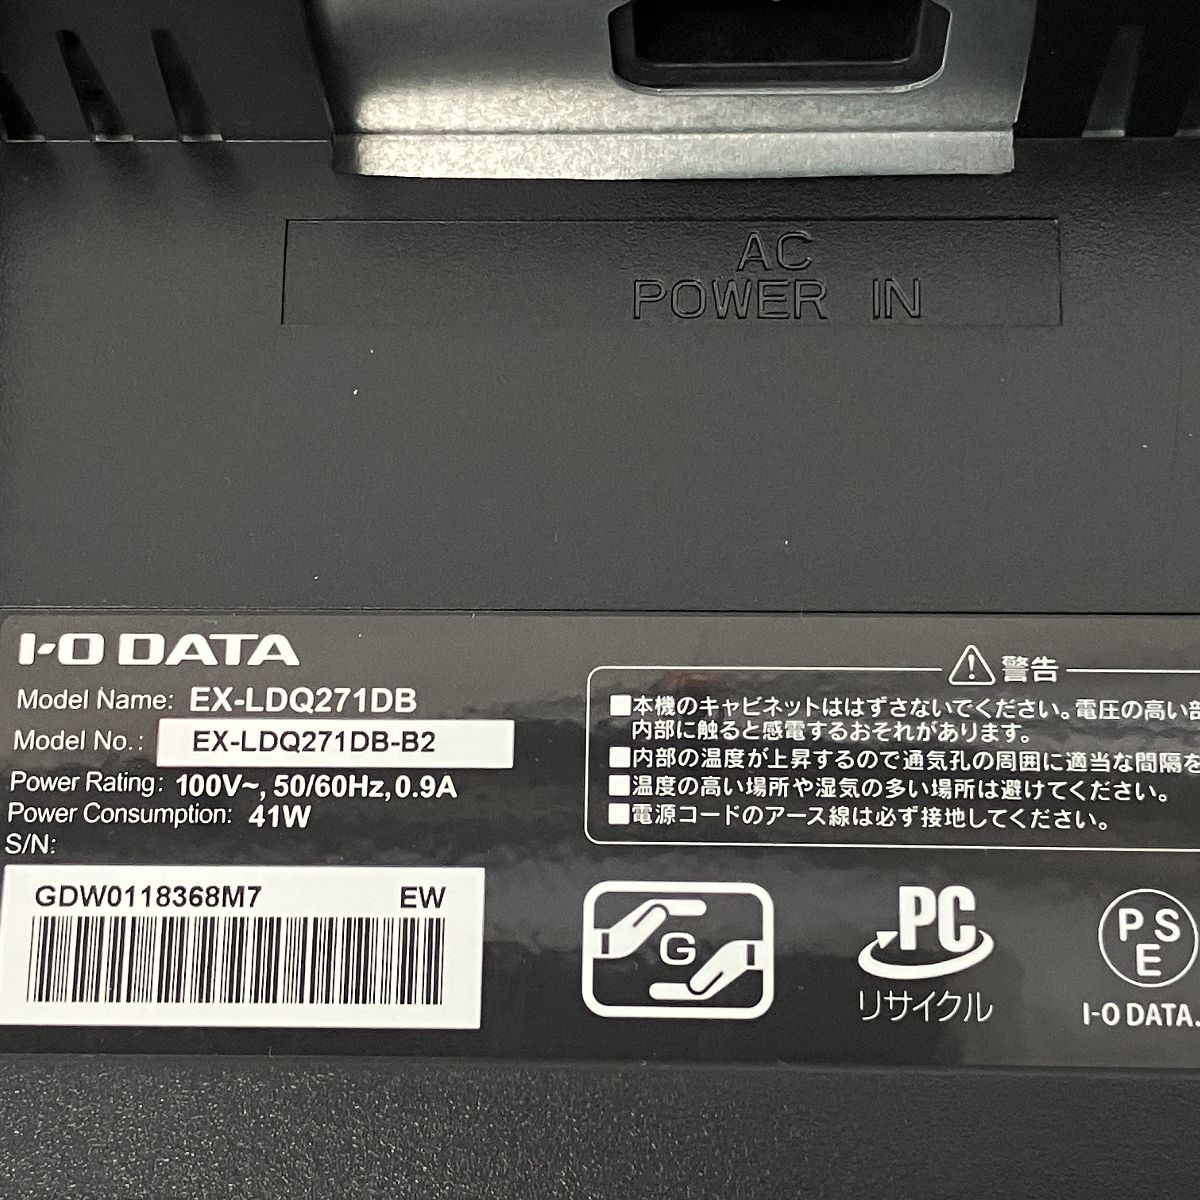 AC
POWER IN
I-O DATA
Model Name: EX-LDQ271DB
Model No.: EX-LDQ271DB-B2
Power Rating: 100V~, 50/60Hz, 0.9A
Power Consumption: 41W
S/N:
GDW0118368M7 EW
警告
■本機のキャビネットははずさないでください。電圧の高い部
内部に触ると感電するおそれがあります。
■内部の温度が上昇するので通気孔の周囲に適当な間隔を
■温度の高い場所や湿気の多い場所は避けてください。
■電源コードのアース線は必ず接地してください。
G
PC
リサイクル
PS
E
I-O DATA.